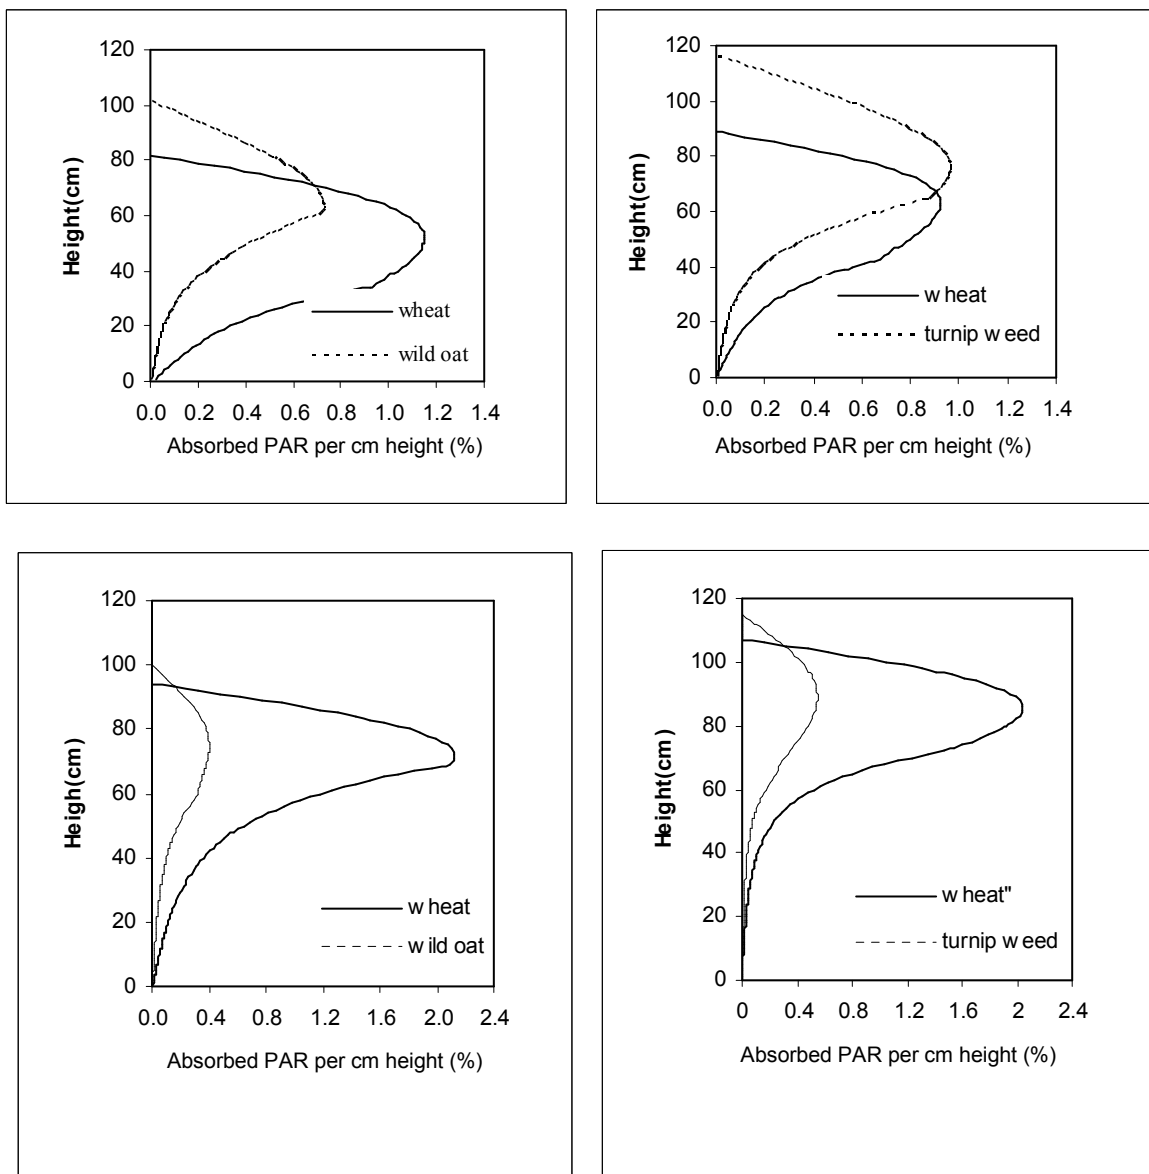 120
100
80
60
40
20
0
Height(cm)
wheat
wild oat
0.0 0.2 0.4 0.6 0.8 1.0 1.2 1.4
Absorbed PAR per cm height (%)
120
100
80
60
40
20
0
Height(cm)
w heat
turnip w eed
0.0 0.2 0.4 0.6 0.8 1.0 1.2 1.4
Absorbed PAR per cm height (%)
120
100
80
60
40
20
0
Heigh(cm)
w heat
w ild oat
0.0 0.4 0.8 1.2 1.6 2.0 2.4
Absorbed PAR per cm height (%)
120
100
80
60
40
20
0
Height(cm)
w heat"
turnip w eed
0 0.4 0.8 1.2 1.6 2 2.4
Absorbed PAR per cm height (%)